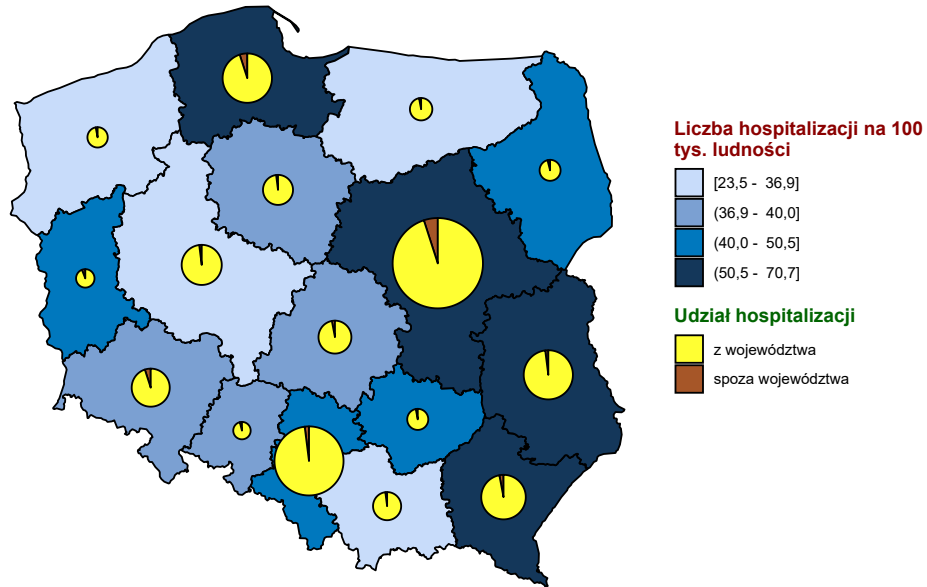 Liczba hospitalizacji na 100
tys. ludności
[23,5 - 36,9]
(36,9 - 40,0]
(40,0 - 50,5]
(50,5 - 70,7]
Udział hospitalizacji
z województwa
spoza województwa